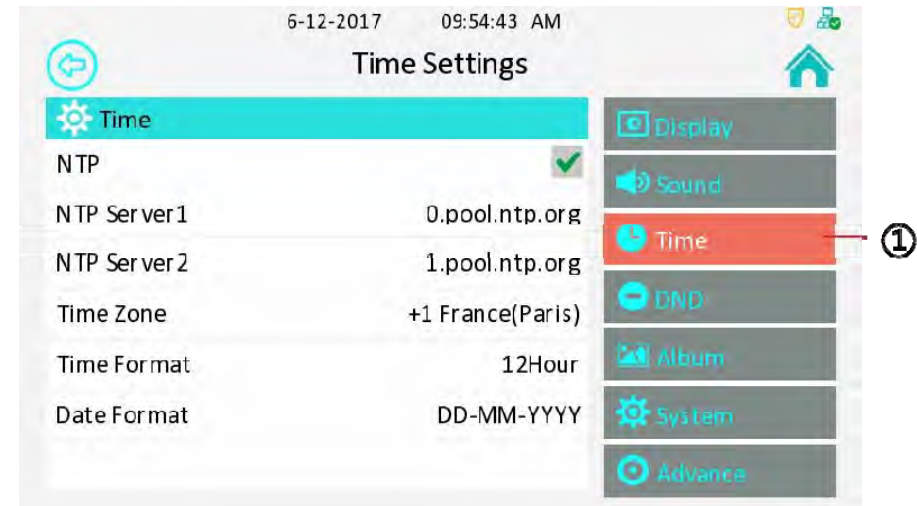 6-12-2017 09:54:43 AM
Time Settings
Time
NTP
NTP Server1 0.pool.ntp.org
NTP Server2 1.pool.ntp.org
Time Zone +1 France(Paris)
Time Format 12Hour
Date Format DD-MM-YYYY
Display
Sound
Time
①
DND
Album
System
Advance